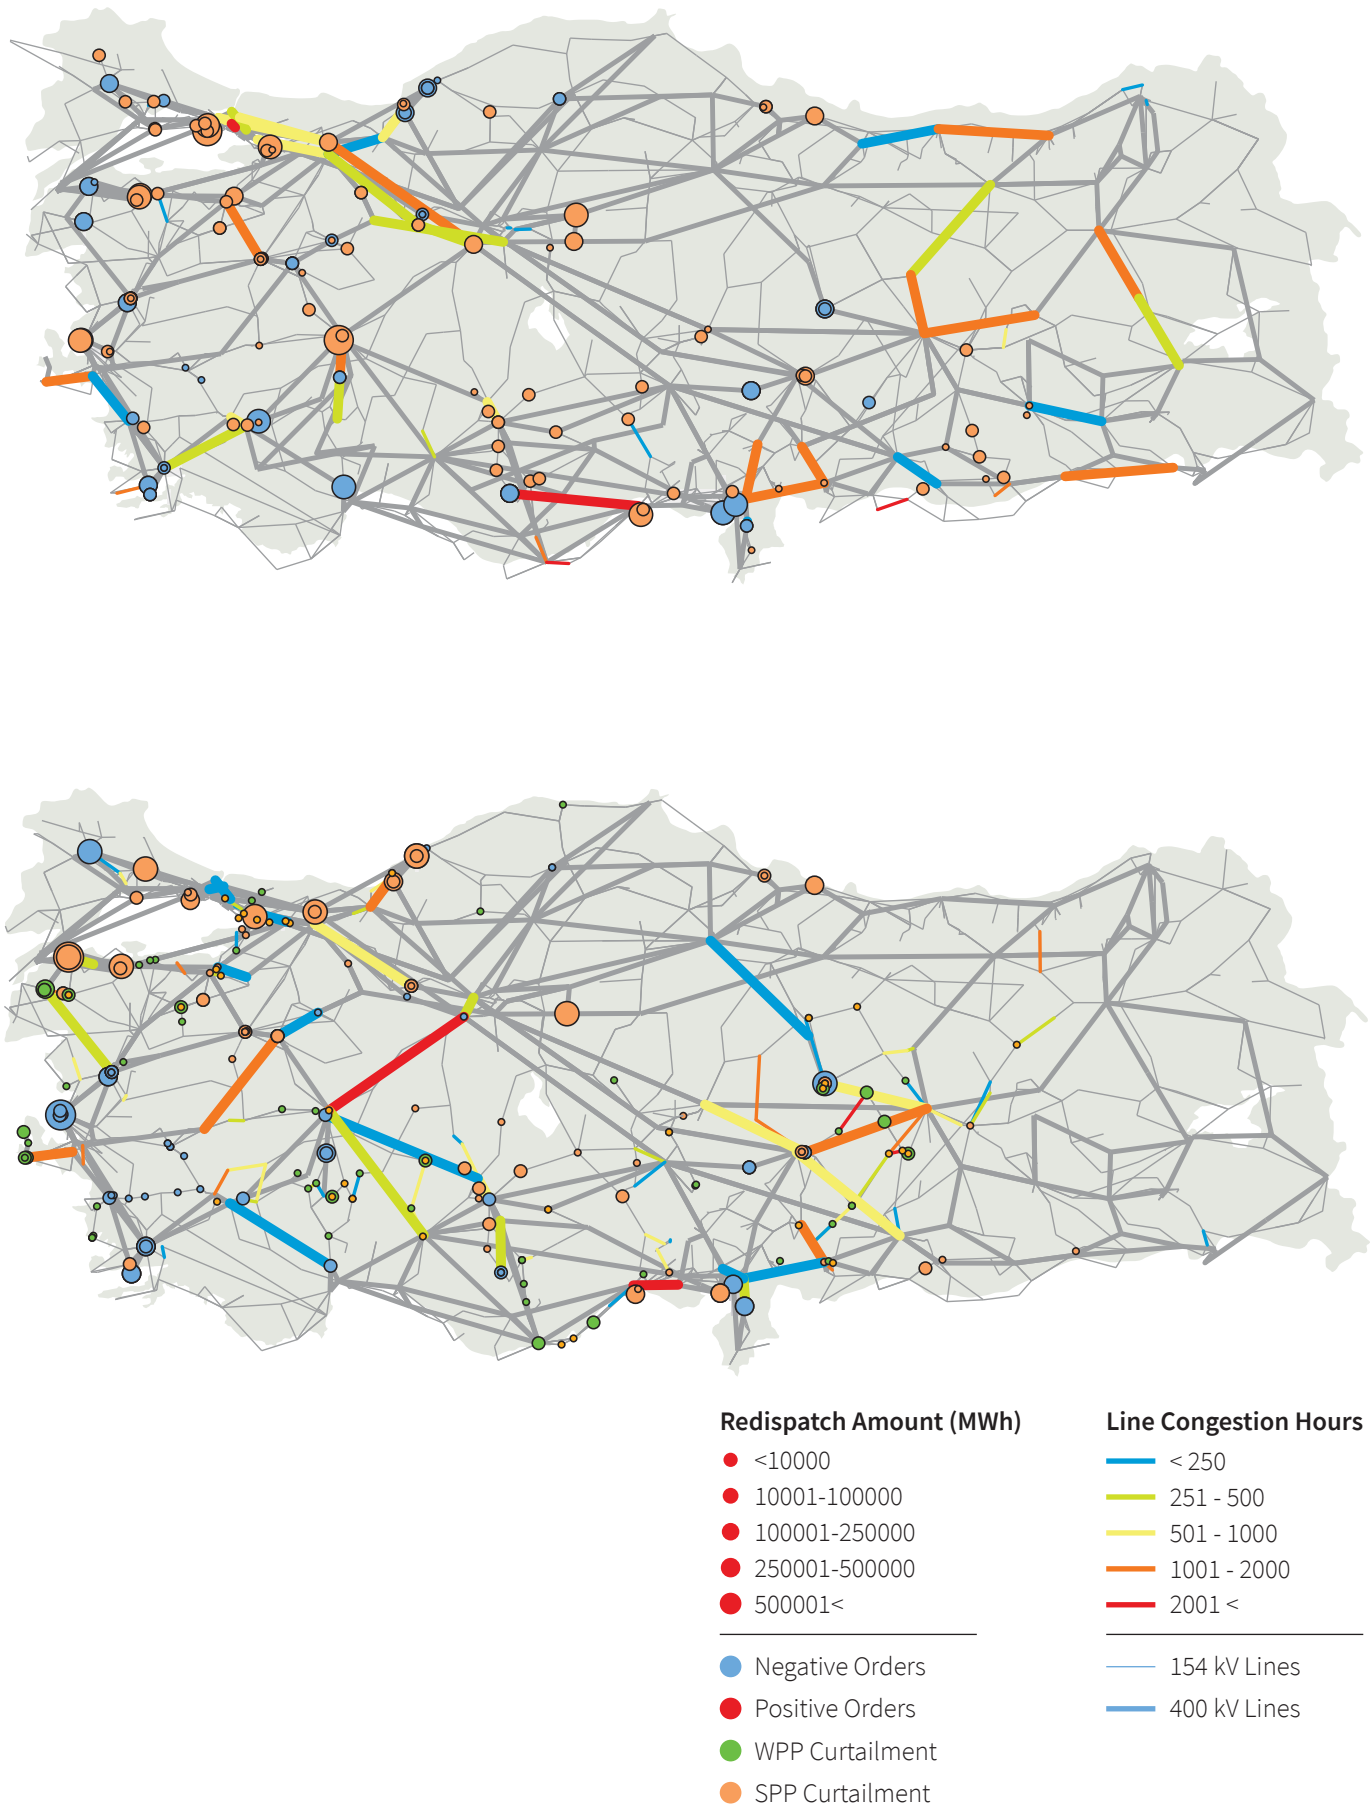 Redispatch Amount (MWh)
<10000
10001-100000
100001-250000
250001-500000
500001<
Negative Orders
Positive Orders
WPP Curtailment
SPP Curtailment
Line Congestion Hours
< 250
251 - 500
501 - 1000
1001 - 2000
2001 <
154 kV Lines
400 kV Lines